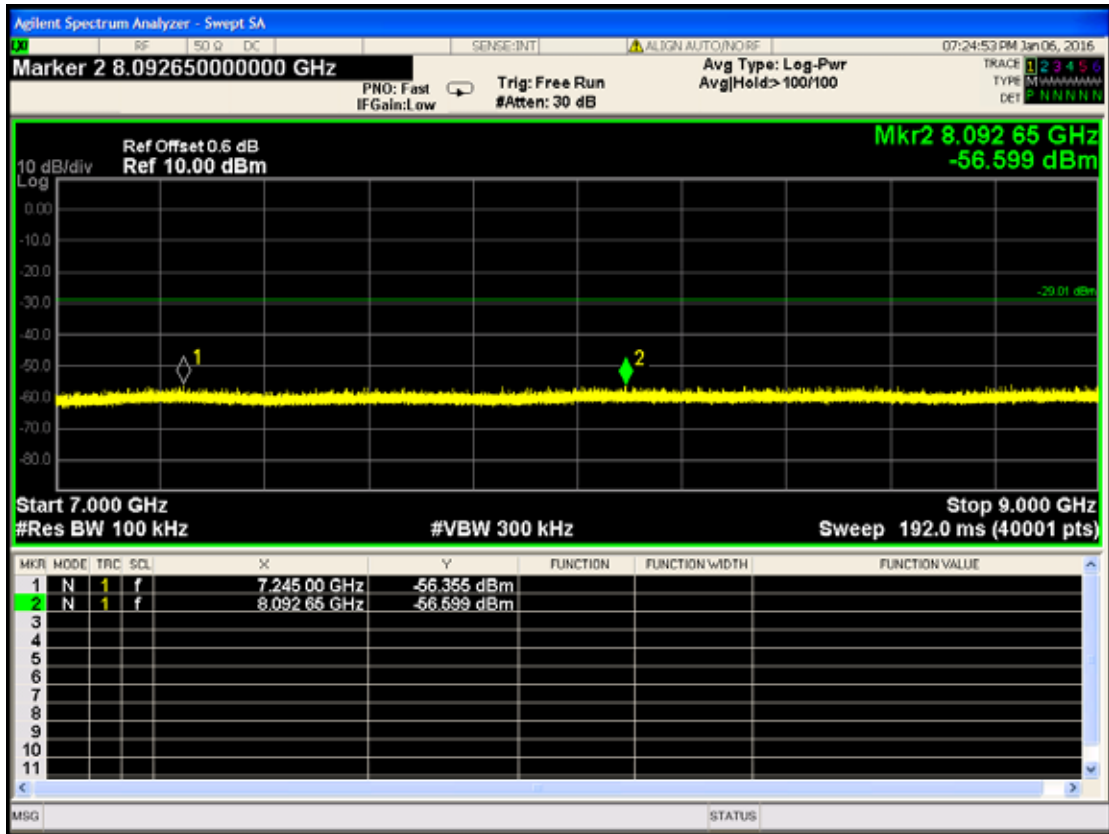 Agilent Spectrum Analyzer - Swept SA
LXI RF 50 Ω DC SENSE:INT ALIGN AUTO/NO RF 07:24:53 PM Jan 06, 2016
Marker 2 8.092650000000 GHz
PNO: Fast
IFGain:Low
Trig: Free Run
#Atten: 30 dB
Avg Type: Log-Pwr
Avg|Hold:>100/100
TRACE 1 2 3 4 5 6
TYPE M
DET P N N N N N
Mkr2 8.092 65 GHz
-56.599 dBm
Ref Offset 0.6 dB
10 dB/div Ref 10.00 dBm
Log
0.00
-10.0
-20.0
-29.01 dBm
-30.0
-40.0
1
2
-50.0
-60.0
-70.0
-80.0
Start 7.000 GHz Stop 9.000 GHz
#Res BW 100 kHz #VBW 300 kHz Sweep 192.0 ms (40001 pts)
MKR MODE TRC SCL X Y FUNCTION FUNCTION WIDTH FUNCTION VALUE
1 N 1 f 7.245 00 GHz -56.355 dBm
2 N 1 f 8.092 65 GHz -56.599 dBm
3
4
5
6
7
8
9
10
11
MSG STATUS